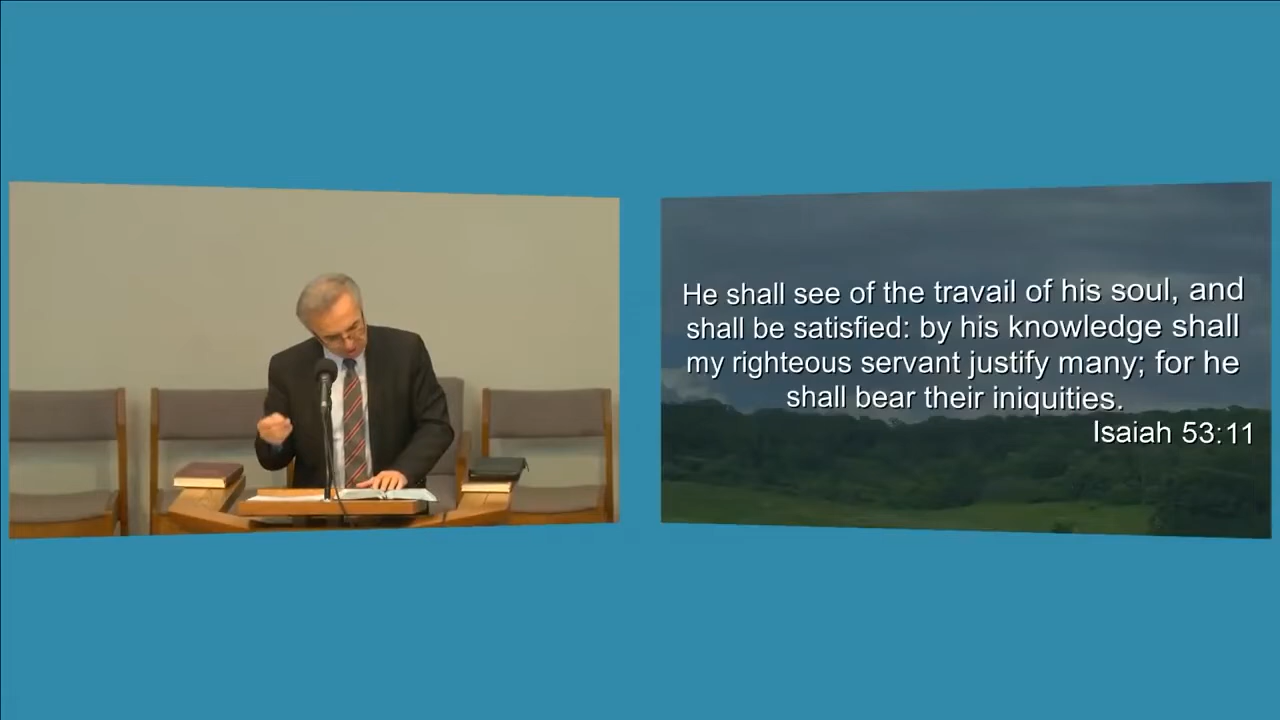 He shall see of the travail of his soul, and
shall be satisfied: by his knowledge shall
my righteous servant justify many; for he
shall bear their iniquities.
Isaiah 53:11